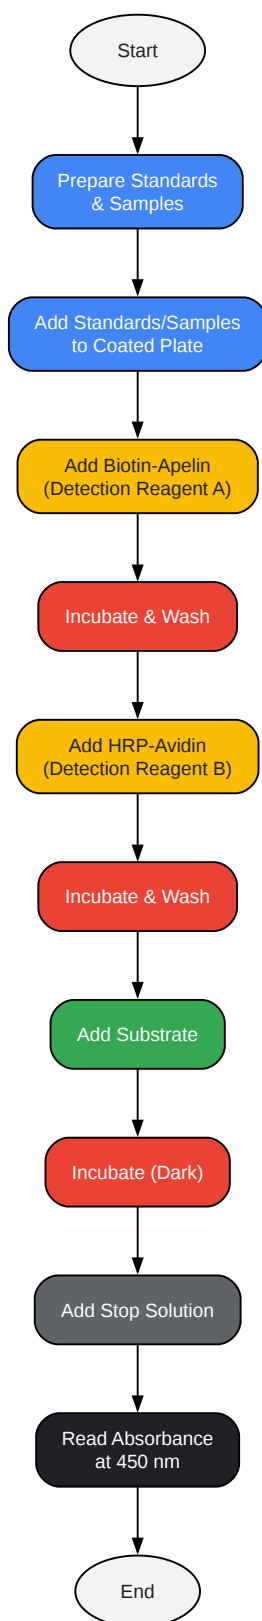 Start
Prepare Standards
& Samples
Add Standards/Samples
to Coated Plate
Add Biotin-Apelin
(Detection Reagent A)
Incubate & Wash
Add HRP-Avidin
(Detection Reagent B)
Incubate & Wash
Add Substrate
Incubate (Dark)
Add Stop Solution
Read Absorbance
at 450 nm
End